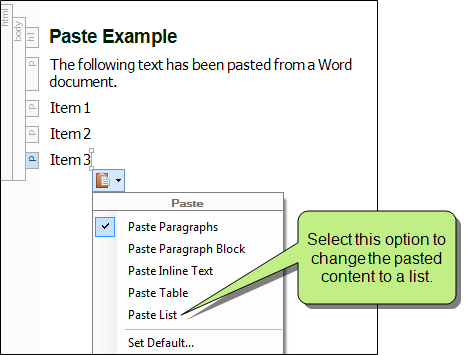 html
body
h1
Paste Example
p
The following text has been pasted from a Word
document.
p
Item 1
p
Item 2
p
Item 3
Paste
Paste Paragraphs
Paste Paragraph Block
Paste Inline Text
Paste Table
Paste List
Set Default...
Select this option to
change the pasted
content to a list.